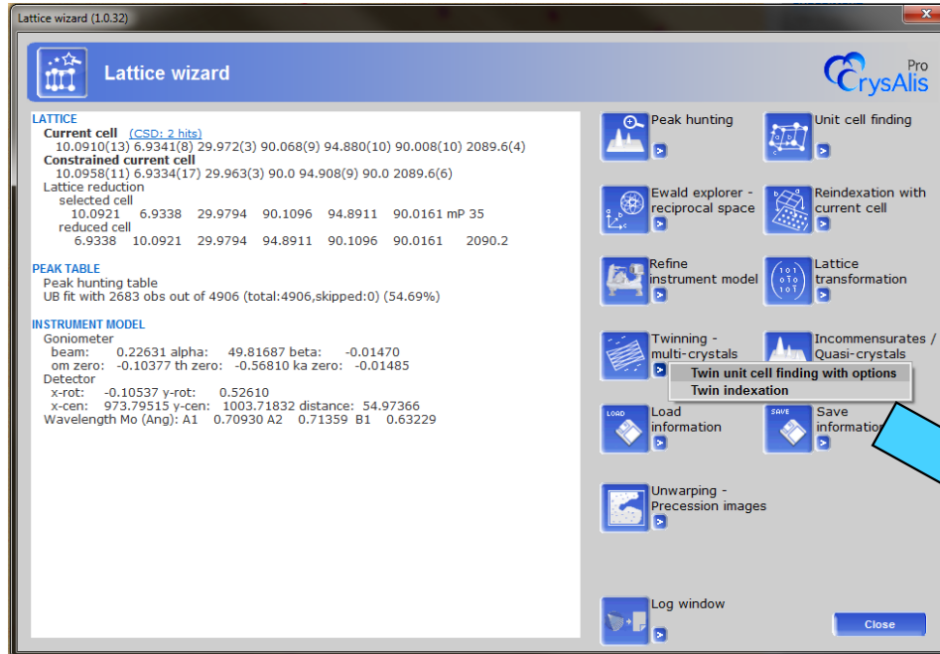 Lattice wizard (1.0.32)
Lattice wizard
CrysAlis Pro
LATTICE
Current cell (CSD: 2 hits)
10.0910(13) 6.9341(8) 29.972(3) 90.068(9) 94.880(10) 90.008(10) 2089.6(4)
Constrained current cell
10.0958(11) 6.9334(17) 29.963(3) 90.0 94.908(9) 90.0 2089.6(6)
Lattice reduction
selected cell
10.0921 6.9338 29.9794 90.1096 94.8911 90.0161 mP 35
reduced cell
6.9338 10.0921 29.9794 94.8911 90.1096 90.0161 2090.2
PEAK TABLE
Peak hunting table
UB fit with 2683 obs out of 4906 (total:4906,skipped:0) (54.69%)
INSTRUMENT MODEL
Goniometer
beam: 0.22631 alpha: 49.81687 beta: -0.01470
om zero: -0.10377 th zero: -0.56810 ka zero: -0.01485
Detector
x-rot: -0.10537 y-rot: 0.52610
x-cen: 973.79515 y-cen: 1003.71832 distance: 54.97366
Wavelength Mo (Ang): A1 0.70930 A2 0.71359 B1 0.63229
Peak hunting
Unit cell finding
Ewald explorer -
reciprocal space
Reindexation with
current cell
Refine
instrument model
Lattice
transformation
Twinning -
multi-crystals
Incommensurates /
Quasi-crystals
Twin unit cell finding with options
Twin indexation
LOAD
Load
information
SAVE
Save
information
Unwarping -
Precession images
Log window
Close